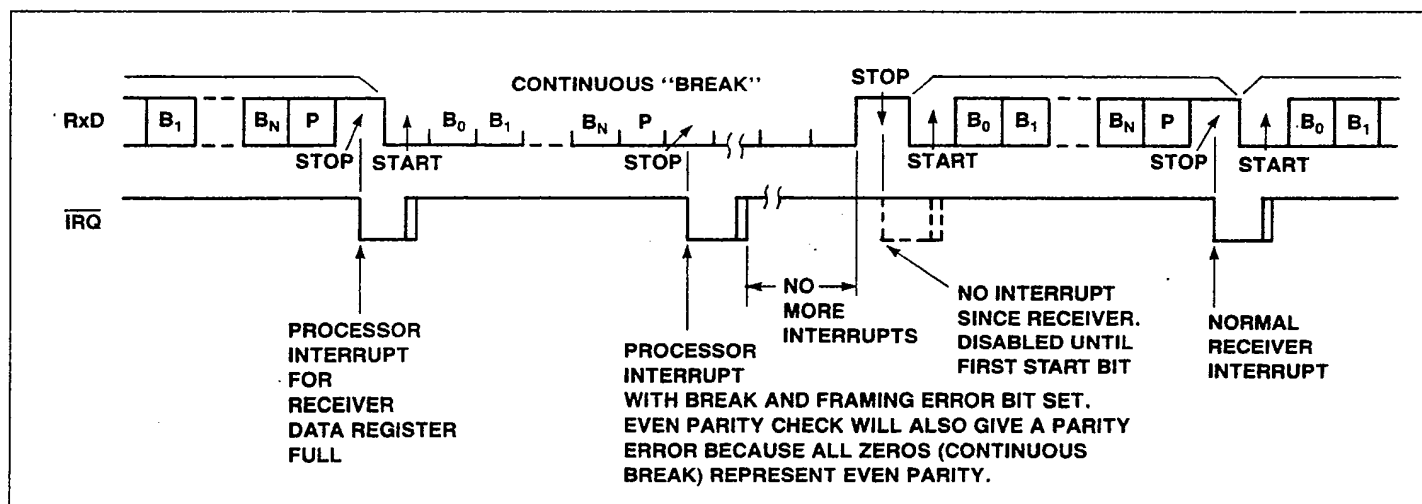 CONTINUOUS "BREAK"
STOP
RxD B1 BN P B0 B1 BN P B0 B1 BN P B0 B1
STOP START STOP START STOP START
IRQ
PROCESSOR
INTERRUPT
FOR
RECEIVER
DATA REGISTER
FULL
PROCESSOR
INTERRUPT
WITH BREAK AND FRAMING ERROR BIT SET.
EVEN PARITY CHECK WILL ALSO GIVE A PARITY
ERROR BECAUSE ALL ZEROS (CONTINUOUS
BREAK) REPRESENT EVEN PARITY.
NO
MORE
INTERRUPTS
NO INTERRUPT
SINCE RECEIVER.
DISABLED UNTIL
FIRST START BIT
NORMAL
RECEIVER
INTERRUPT